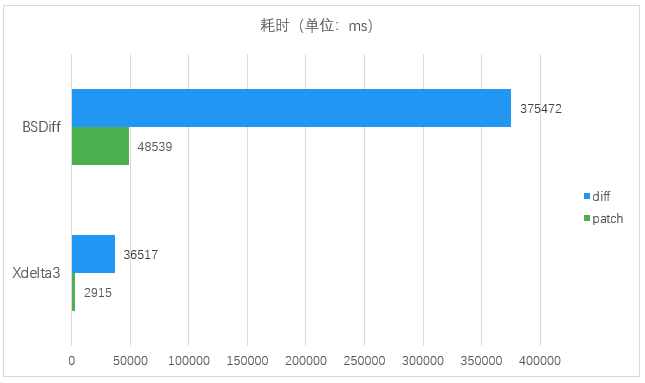 耗时（单位：ms）
BSDiff
375472
48539
diff
patch
Xdelta3
36517
2915
0 50000 100000 150000 200000 250000 300000 350000 400000